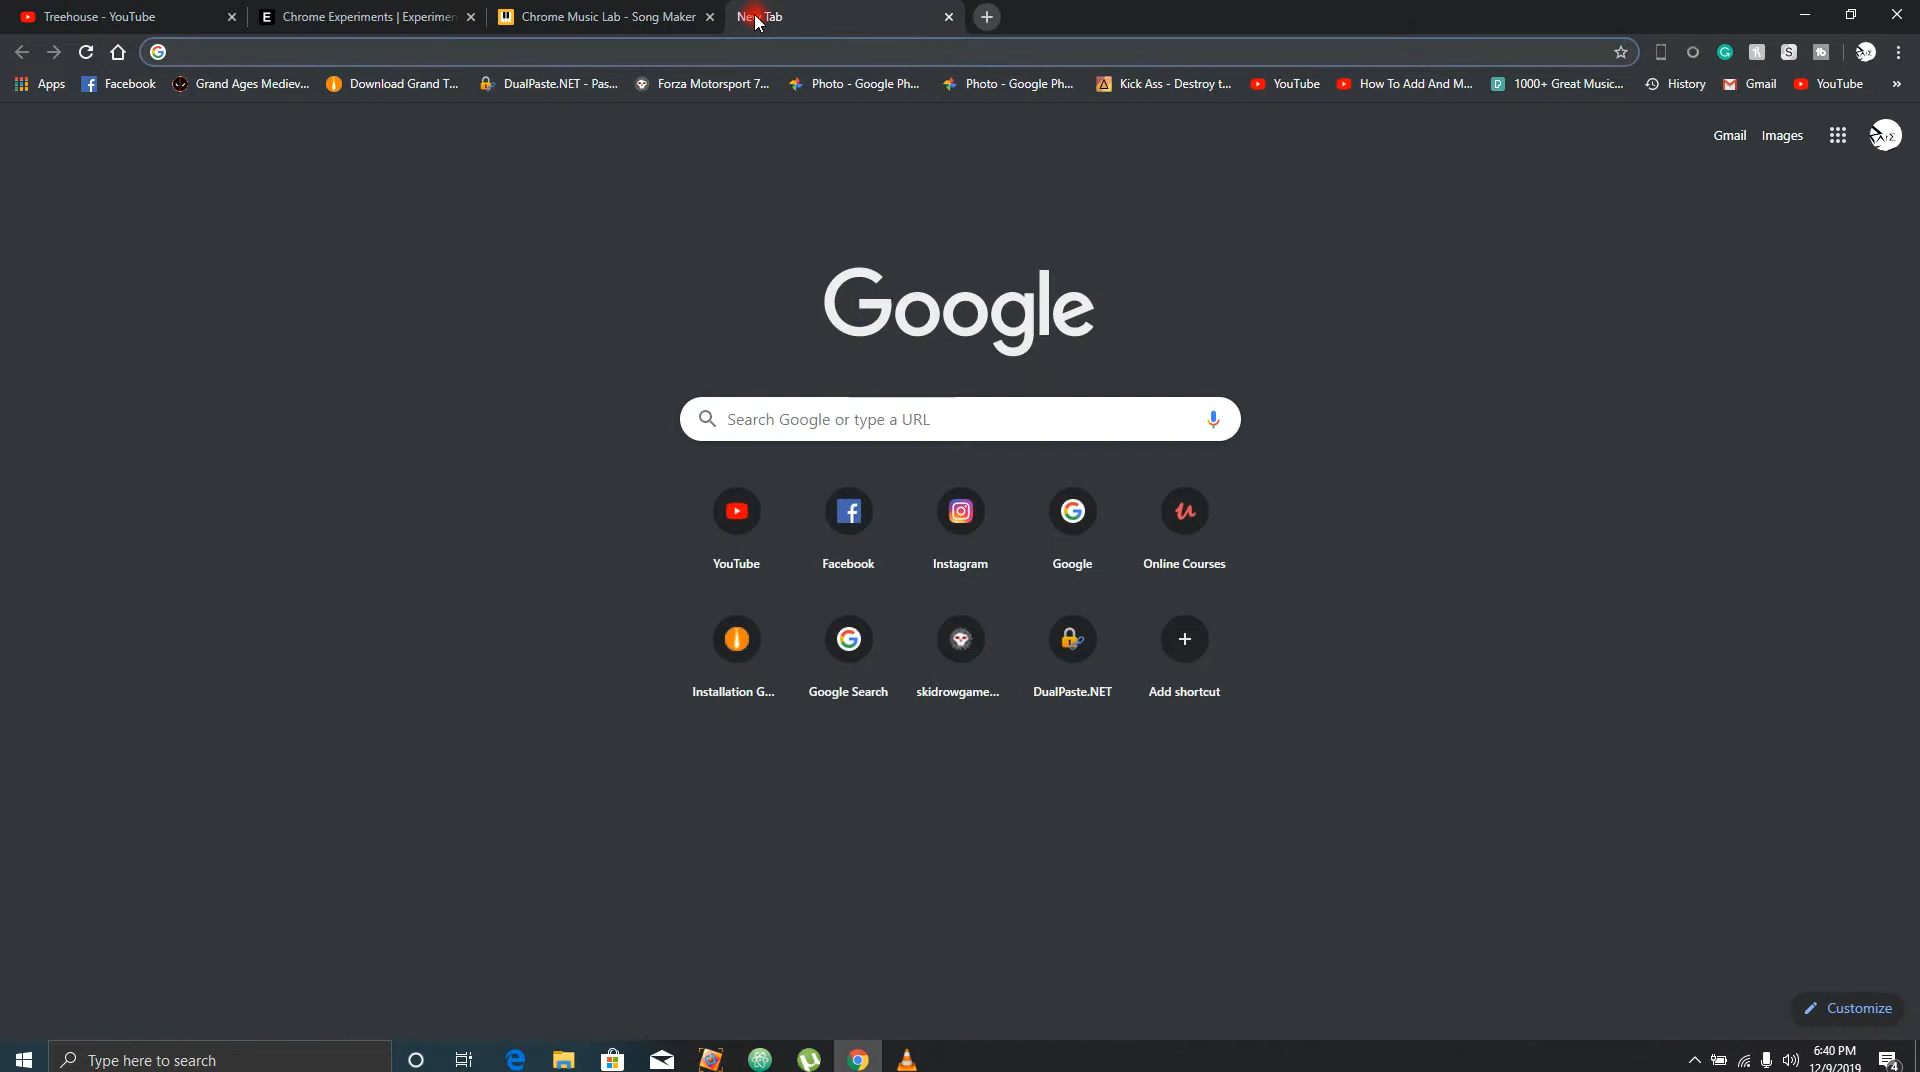 Treehouse - YouTube
Chrome Experiments | Experimen
Chrome Music Lab - Song Maker
New Tab
Apps
Facebook
Grand Ages Mediev...
Download Grand T...
DualPaste.NET - Pas...
Forza Motorsport 7...
Photo - Google Ph...
Photo - Google Ph...
Kick Ass - Destroy t...
YouTube
How To Add And M...
1000+ Great Music...
History
Gmail
YouTube
»
Gmail
Images
Google
Search Google or type a URL
YouTube
Facebook
Instagram
Google
Online Courses
Installation G...
Google Search
skidrowgame...
DualPaste.NET
Add shortcut
Customize
Type here to search
6:40 PM
12/9/2019
4